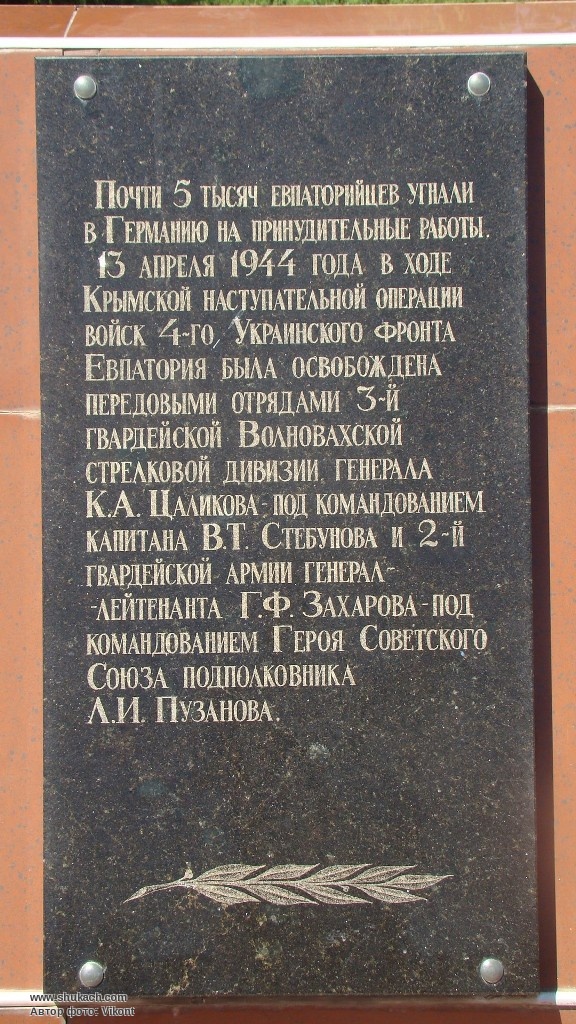 Почти 5 тысяч евпаторийцев угнали
в Германию на принудительные работы.
13 апреля 1944 года в ходе
Крымской наступательной операции
войск 4-го Украинского фронта
Евпатория была освобождена
передовыми отрядами 3-й
гвардейской Волновахской
стрелковой дивизии генерала
К.А. Цаликова-под командованием
капитана В.Т. Стебунова и 2-й
гвардейской армии генерал-
-лейтенанта Г.Ф Захарова-под
командованием Героя Советского
Союза подполковника
Л.И. Пузанова.
www.shukach.com
Автор фото: Vikont